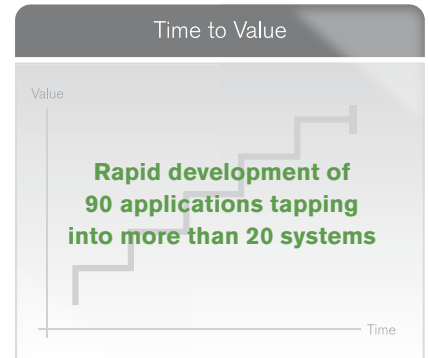 Time to Value
Value
Rapid development of
90 applications tapping
into more than 20 systems
Time